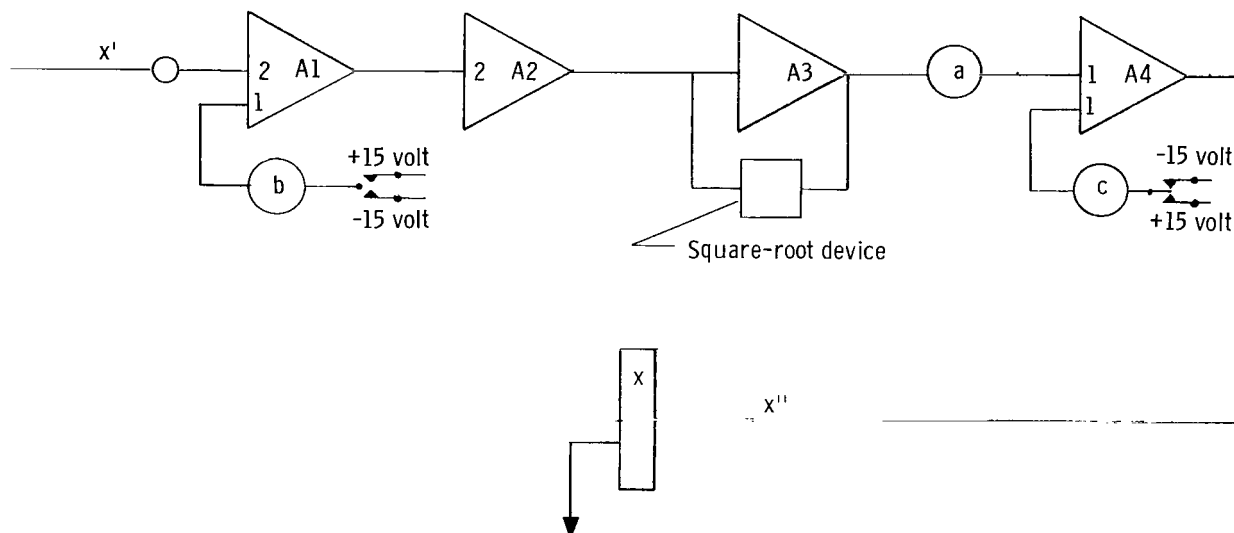 x'
2 A1
1
b
+15 volt
-15 volt
2 A2
A3
Square-root device
a
1 A4
1
c
-15 volt
+15 volt
x
x"